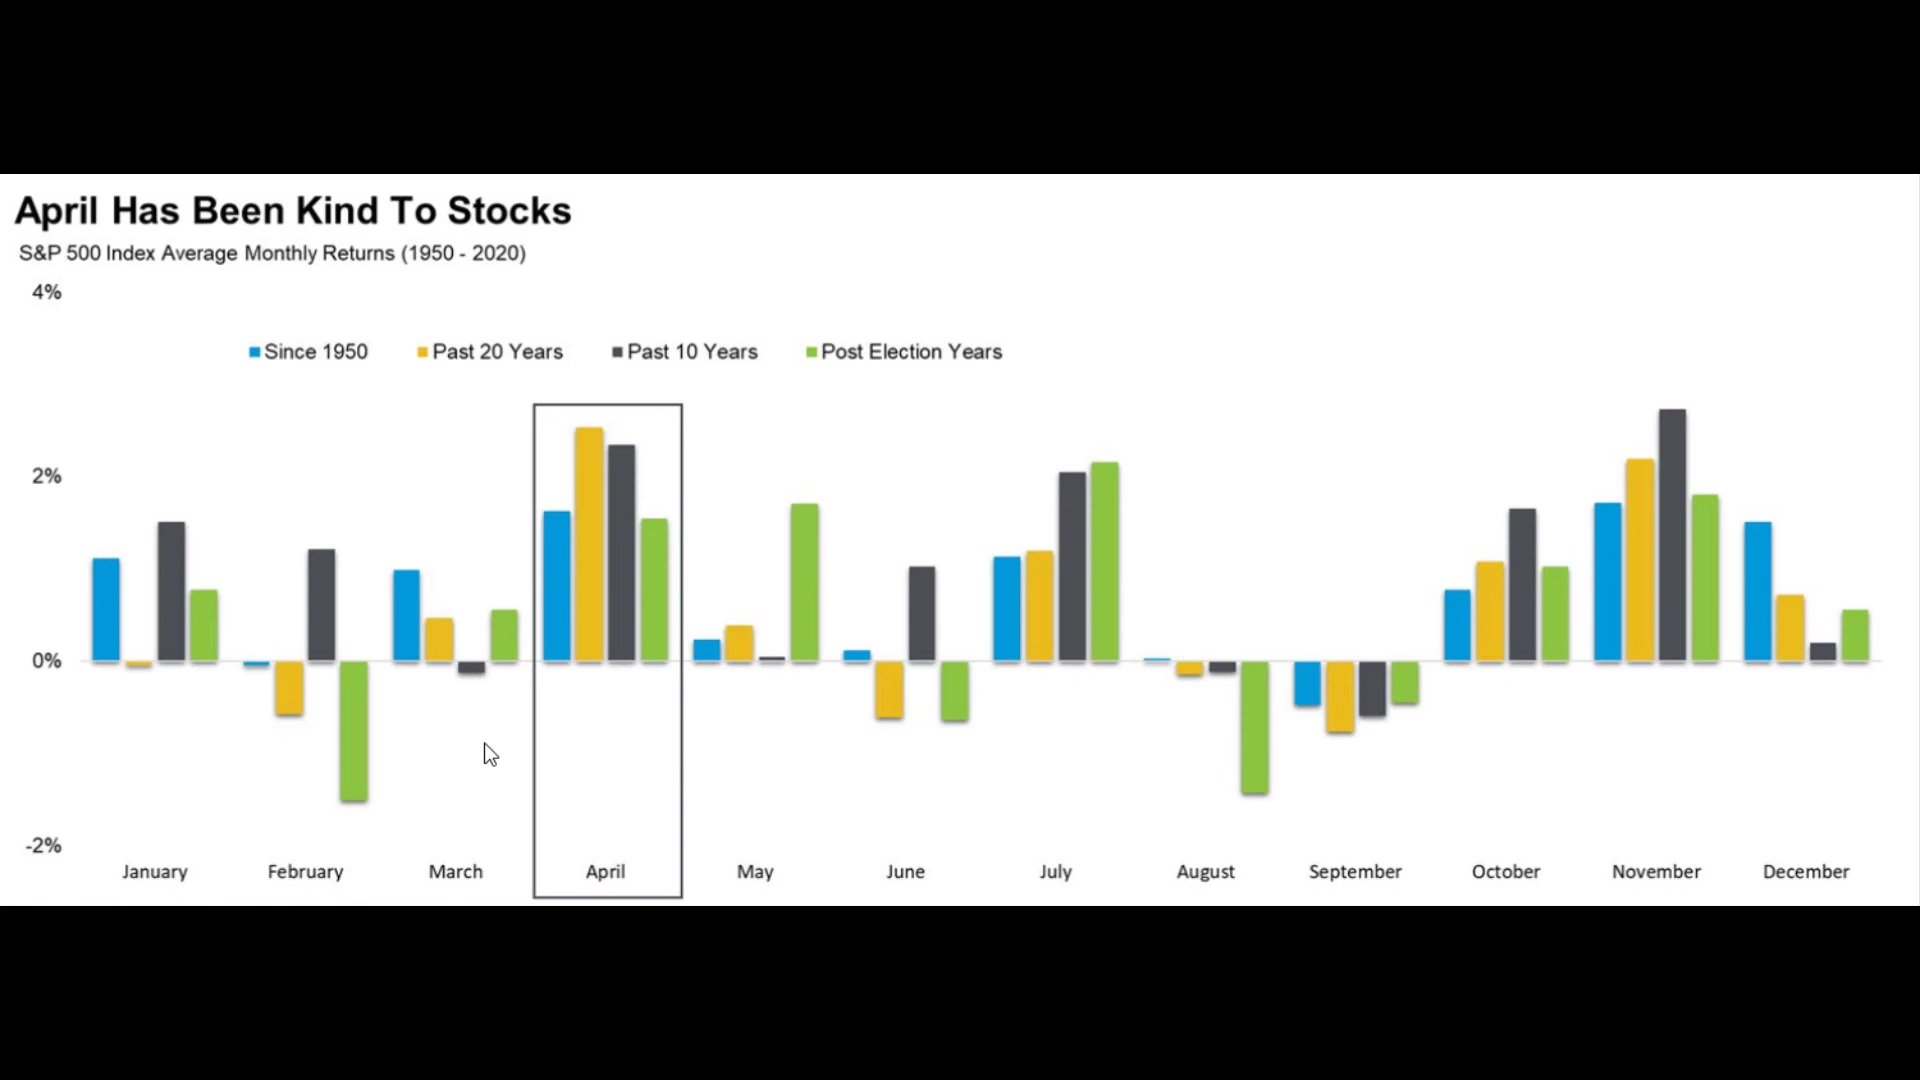 April Has Been Kind To Stocks
S&P 500 Index Average Monthly Returns (1950 - 2020)
4%
Since 1950 Past 20 Years Past 10 Years Post Election Years
2%
0%
-2%
January February March April May June July August September October November December